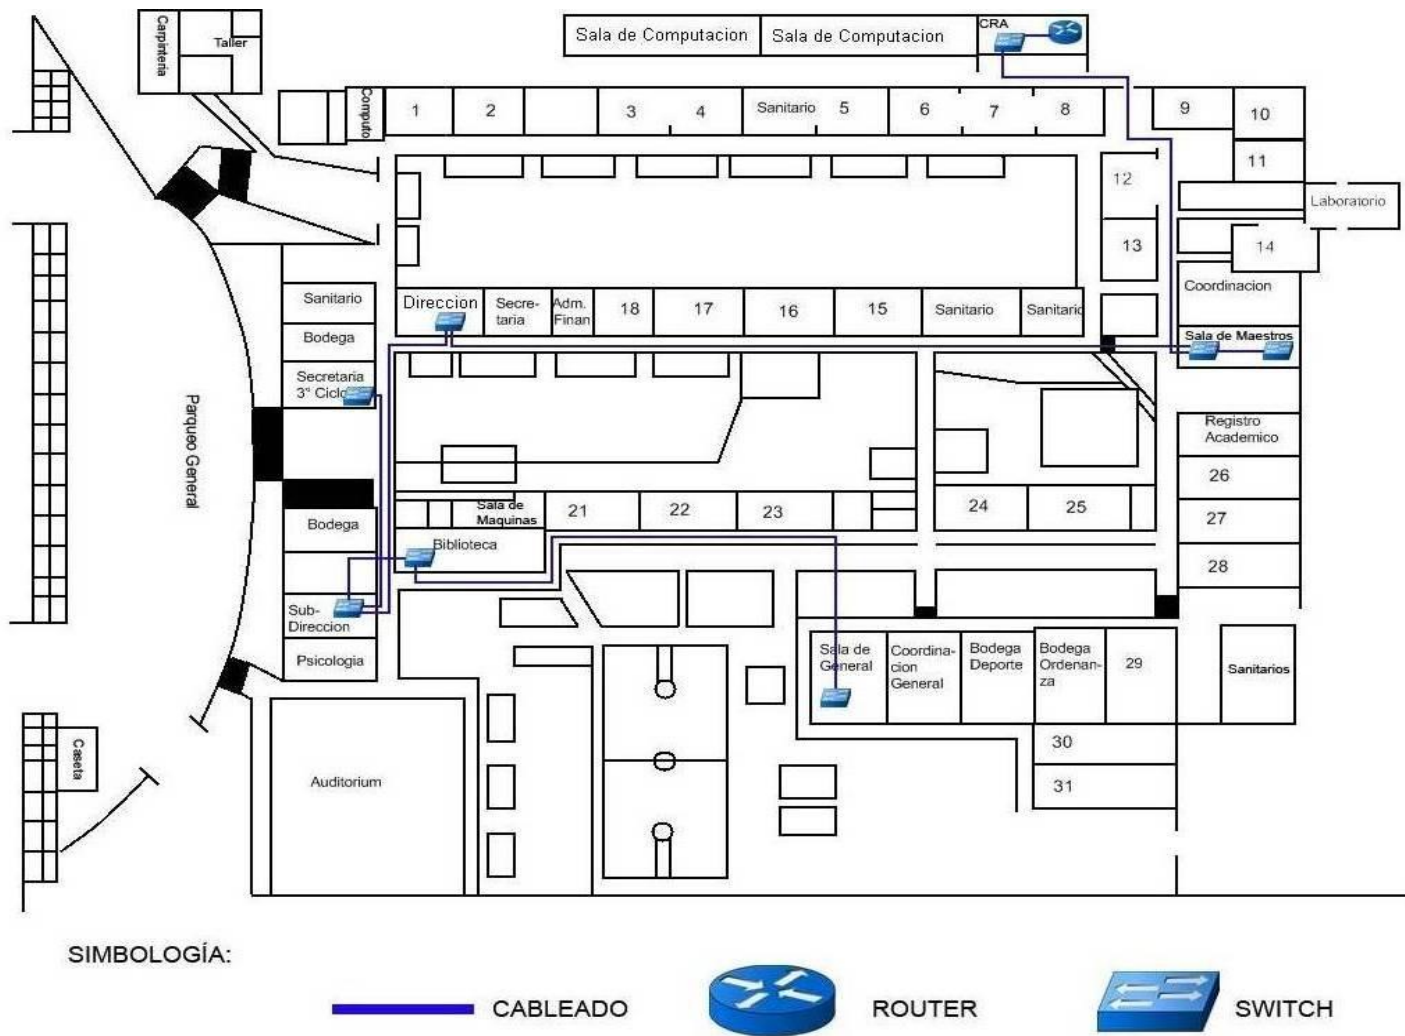 Carpinteria
Taller
Sala de Computacion
Sala de Computacion
CRA
Computo
1
2
3
4
Sanitario
5
6
7
8
9
10
11
12
13
Laboratorio
14
Coordinacion
Sala de Maestros
Sanitario
Bodega
Secretaria
3° Ciclo
Direccion
Secre-
taria
Adm.
Finan
18
17
16
15
Sanitario
Sanitario
Parqueo General
Registro
Academico
26
27
28
Bodega
Sub-
Direccion
Psicologia
Sala de
Maquinas
21
22
23
24
25
Biblioteca
Sala de
General
Coordina-
cion
General
Bodega
Deporte
Bodega
Ordenan-
za
29
Sanitarios
30
31
Caseta
Auditorium
SIMBOLOGÍA:
CABLEADO
ROUTER
SWITCH